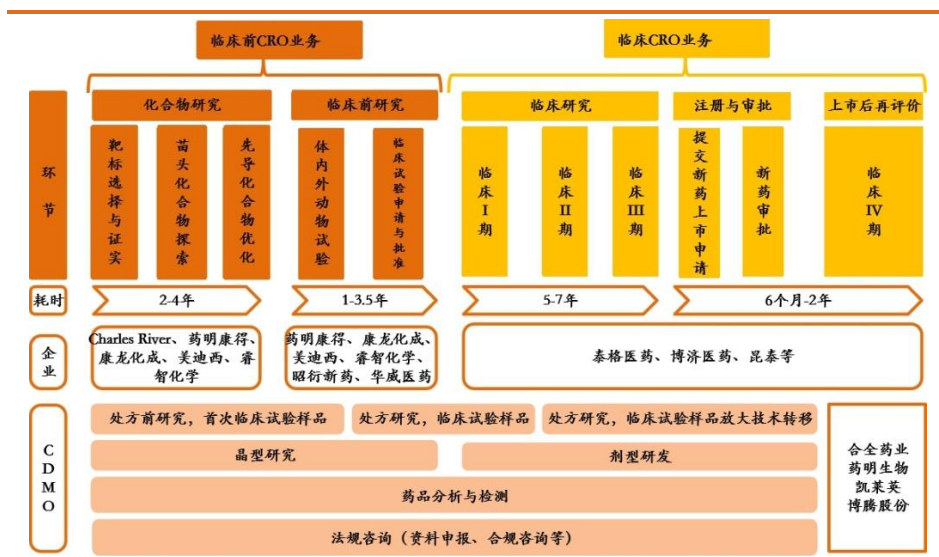 临床前CRO业务
临床CRO业务
环节
化合物研究
临床前研究
临床研究
注册与审批
上市后再评价
靶标选择与证实
苗头化合物探索
先导化合物优化
体内外动物试验
临床试验申请与批准
临床I期
临床II期
临床III期
提交新药上市申请
新药审批
临床IV期
耗时
2-4年
1-3.5年
5-7年
6个月-2年
企业
Charles River、药明康得、
康龙化成、美迪西、睿
智化学
药明康得、康龙化成、
美迪西、睿智化学、
昭衍新药、华威医药
泰格医药、博济医药、昆泰等
CDMO
处方前研究，首次临床试验样品
处方研究，临床试验样品
处方研究，临床试验样品放大技术转移
晶型研究
剂型研发
药品分析与检测
法规咨询（资料申报、合规咨询等）
合全药业
药明生物
凯莱英
博腾股份